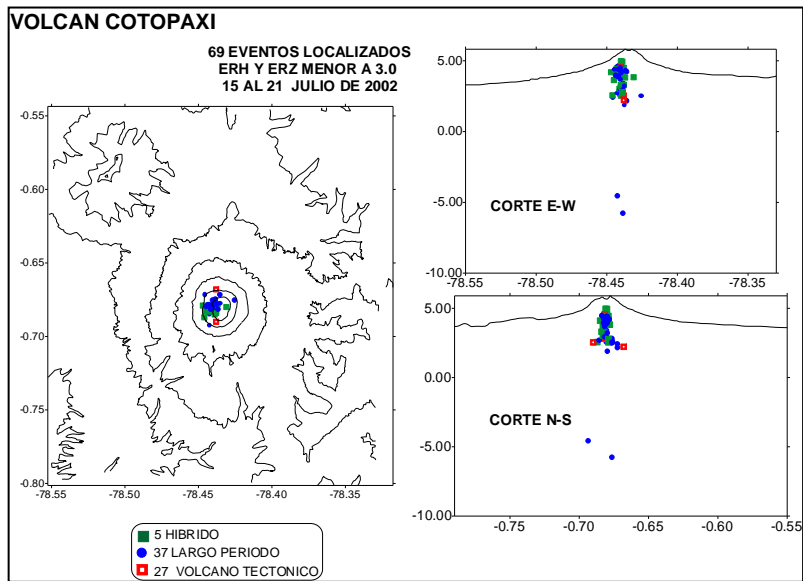 VOLCAN COTOPAXI
69 EVENTOS LOCALIZADOS
ERH Y ERZ MENOR A 3.0
15 AL 21 JULIO DE 2002
-0.55
-0.60
-0.65
-0.70
-0.75
-0.80
-78.55 -78.50 -78.45 -78.40 -78.35
5 HIBRIDO
37 LARGO PERIODO
27 VOLCANO TECTONICO
5.00
0.00
-5.00
-10.00
CORTE E-W
-78.55 -78.50 -78.45 -78.40 -78.35
5.00
0.00
-5.00
-10.00
CORTE N-S
-0.75 -0.70 -0.65 -0.60 -0.55